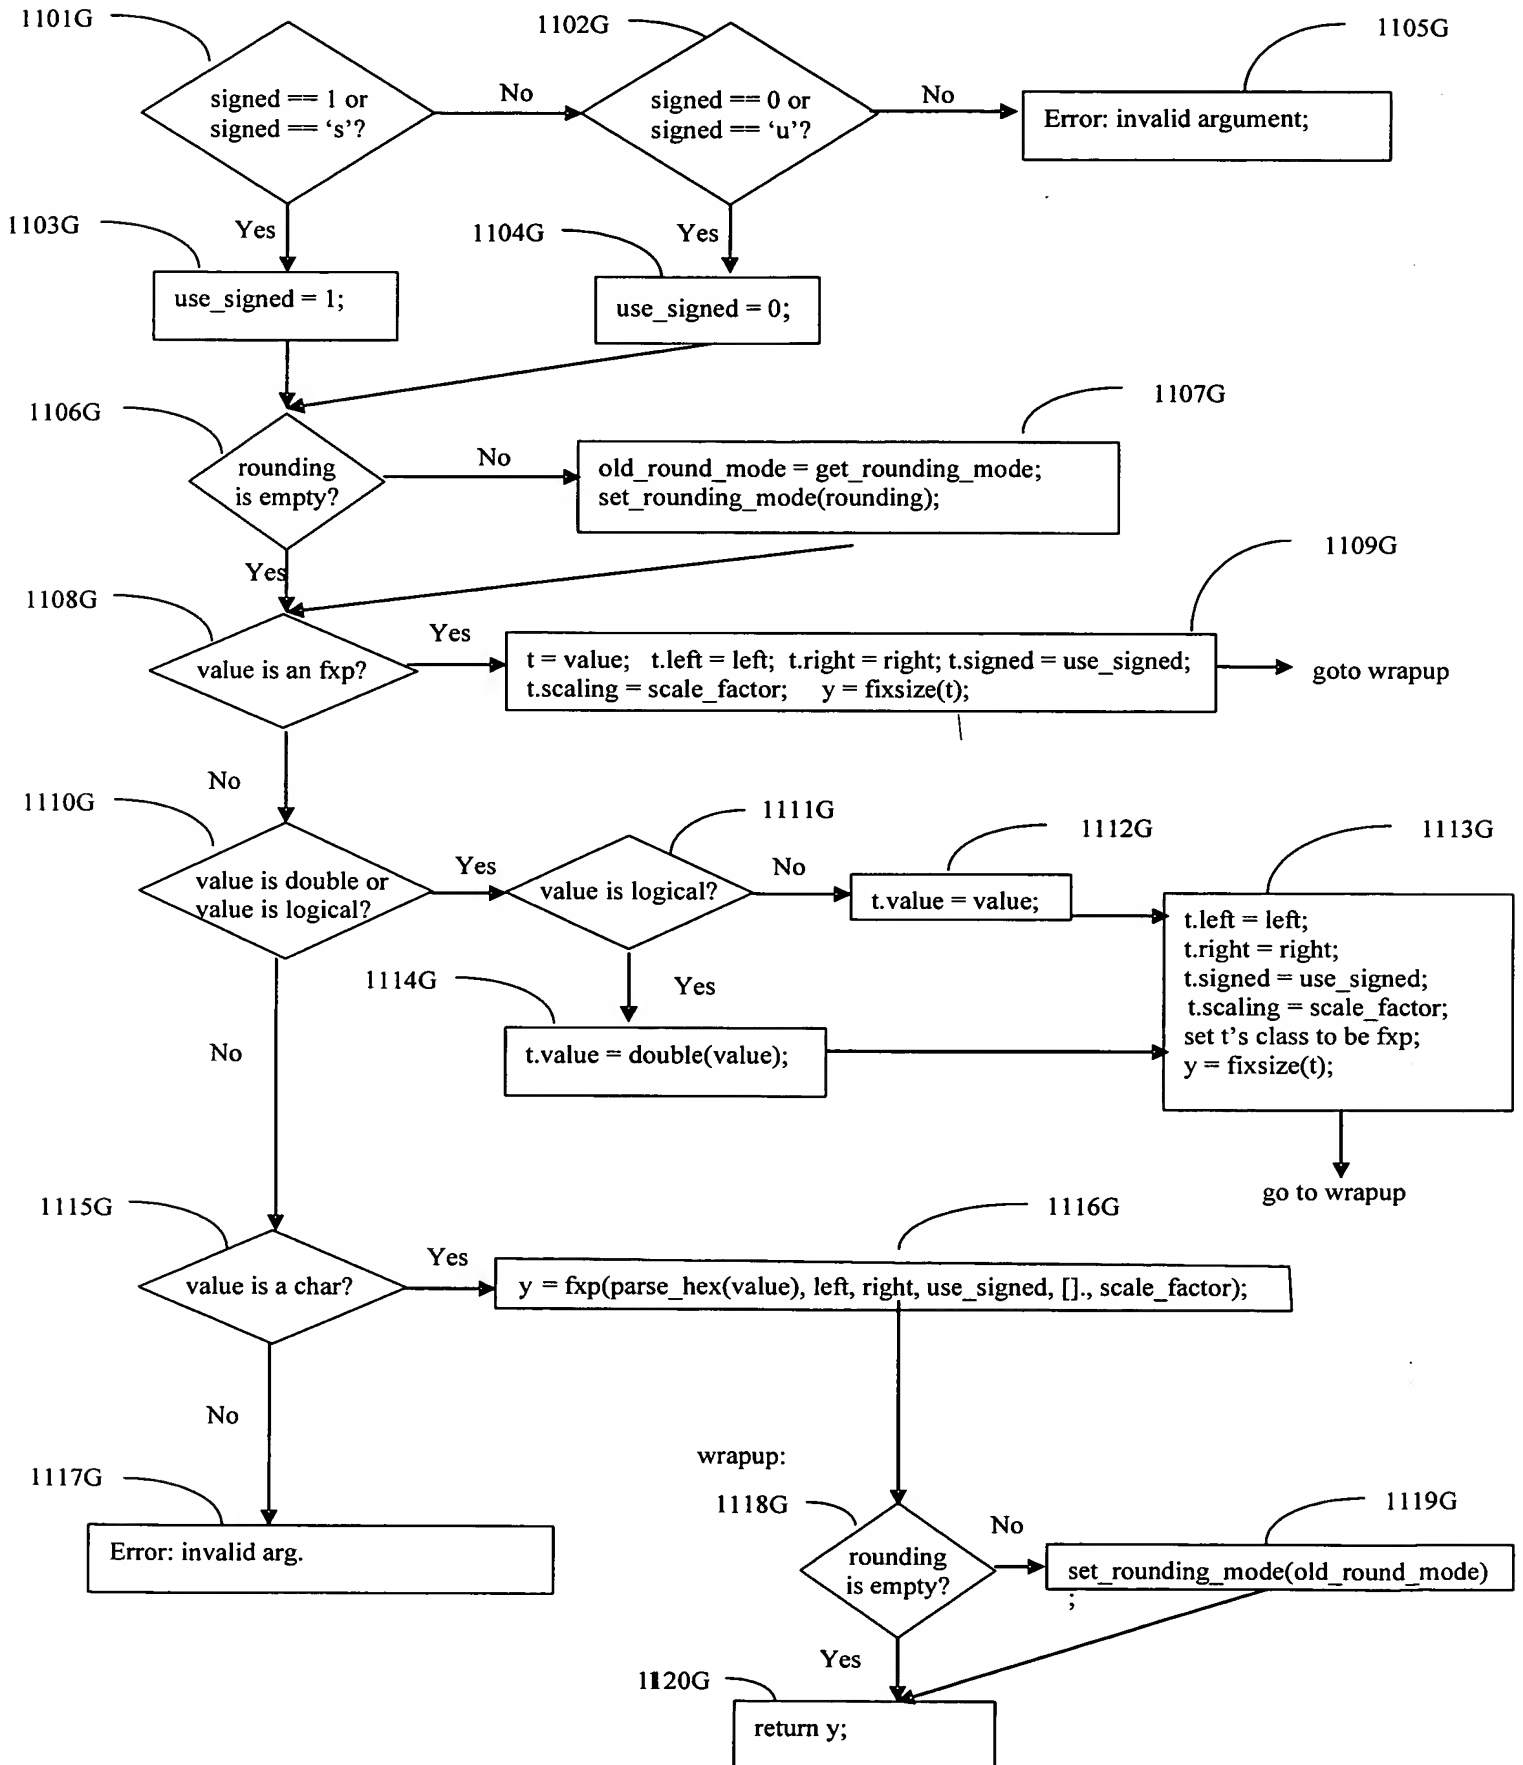 1101G
1102G
1105G
signed == 1 or
signed == ‘s’?
No
signed == 0 or
signed == ‘u’?
No
Error: invalid argument;
1103G
Yes
1104G
Yes
use_signed = 1;
use_signed = 0;
1106G
1107G
rounding
is empty?
No
old_round_mode = get_rounding_mode;
set_rounding_mode(rounding);
Yes
1109G
1108G
value is an fxp?
Yes
t = value; t.left = left; t.right = right; t.signed = use_signed;
t.scaling = scale_factor; y = fixsize(t);
goto wrapup
No
1110G
1111G
1112G
1113G
value is double or
value is logical?
Yes
value is logical?
No
t.value = value;
t.left = left;
t.right = right;
t.signed = use_signed;
t.scaling = scale_factor;
set t’s class to be fxp;
y = fixsize(t);
1114G
Yes
No
t.value = double(value);
go to wrapup
1115G
1116G
value is a char?
Yes
y = fxp(parse_hex(value), left, right, use_signed, []., scale_factor);
No
wrapup:
1117G
1118G
1119G
Error: invalid arg.
rounding
is empty?
No
set_rounding_mode(old_round_mode)
;
Yes
1120G
return y;